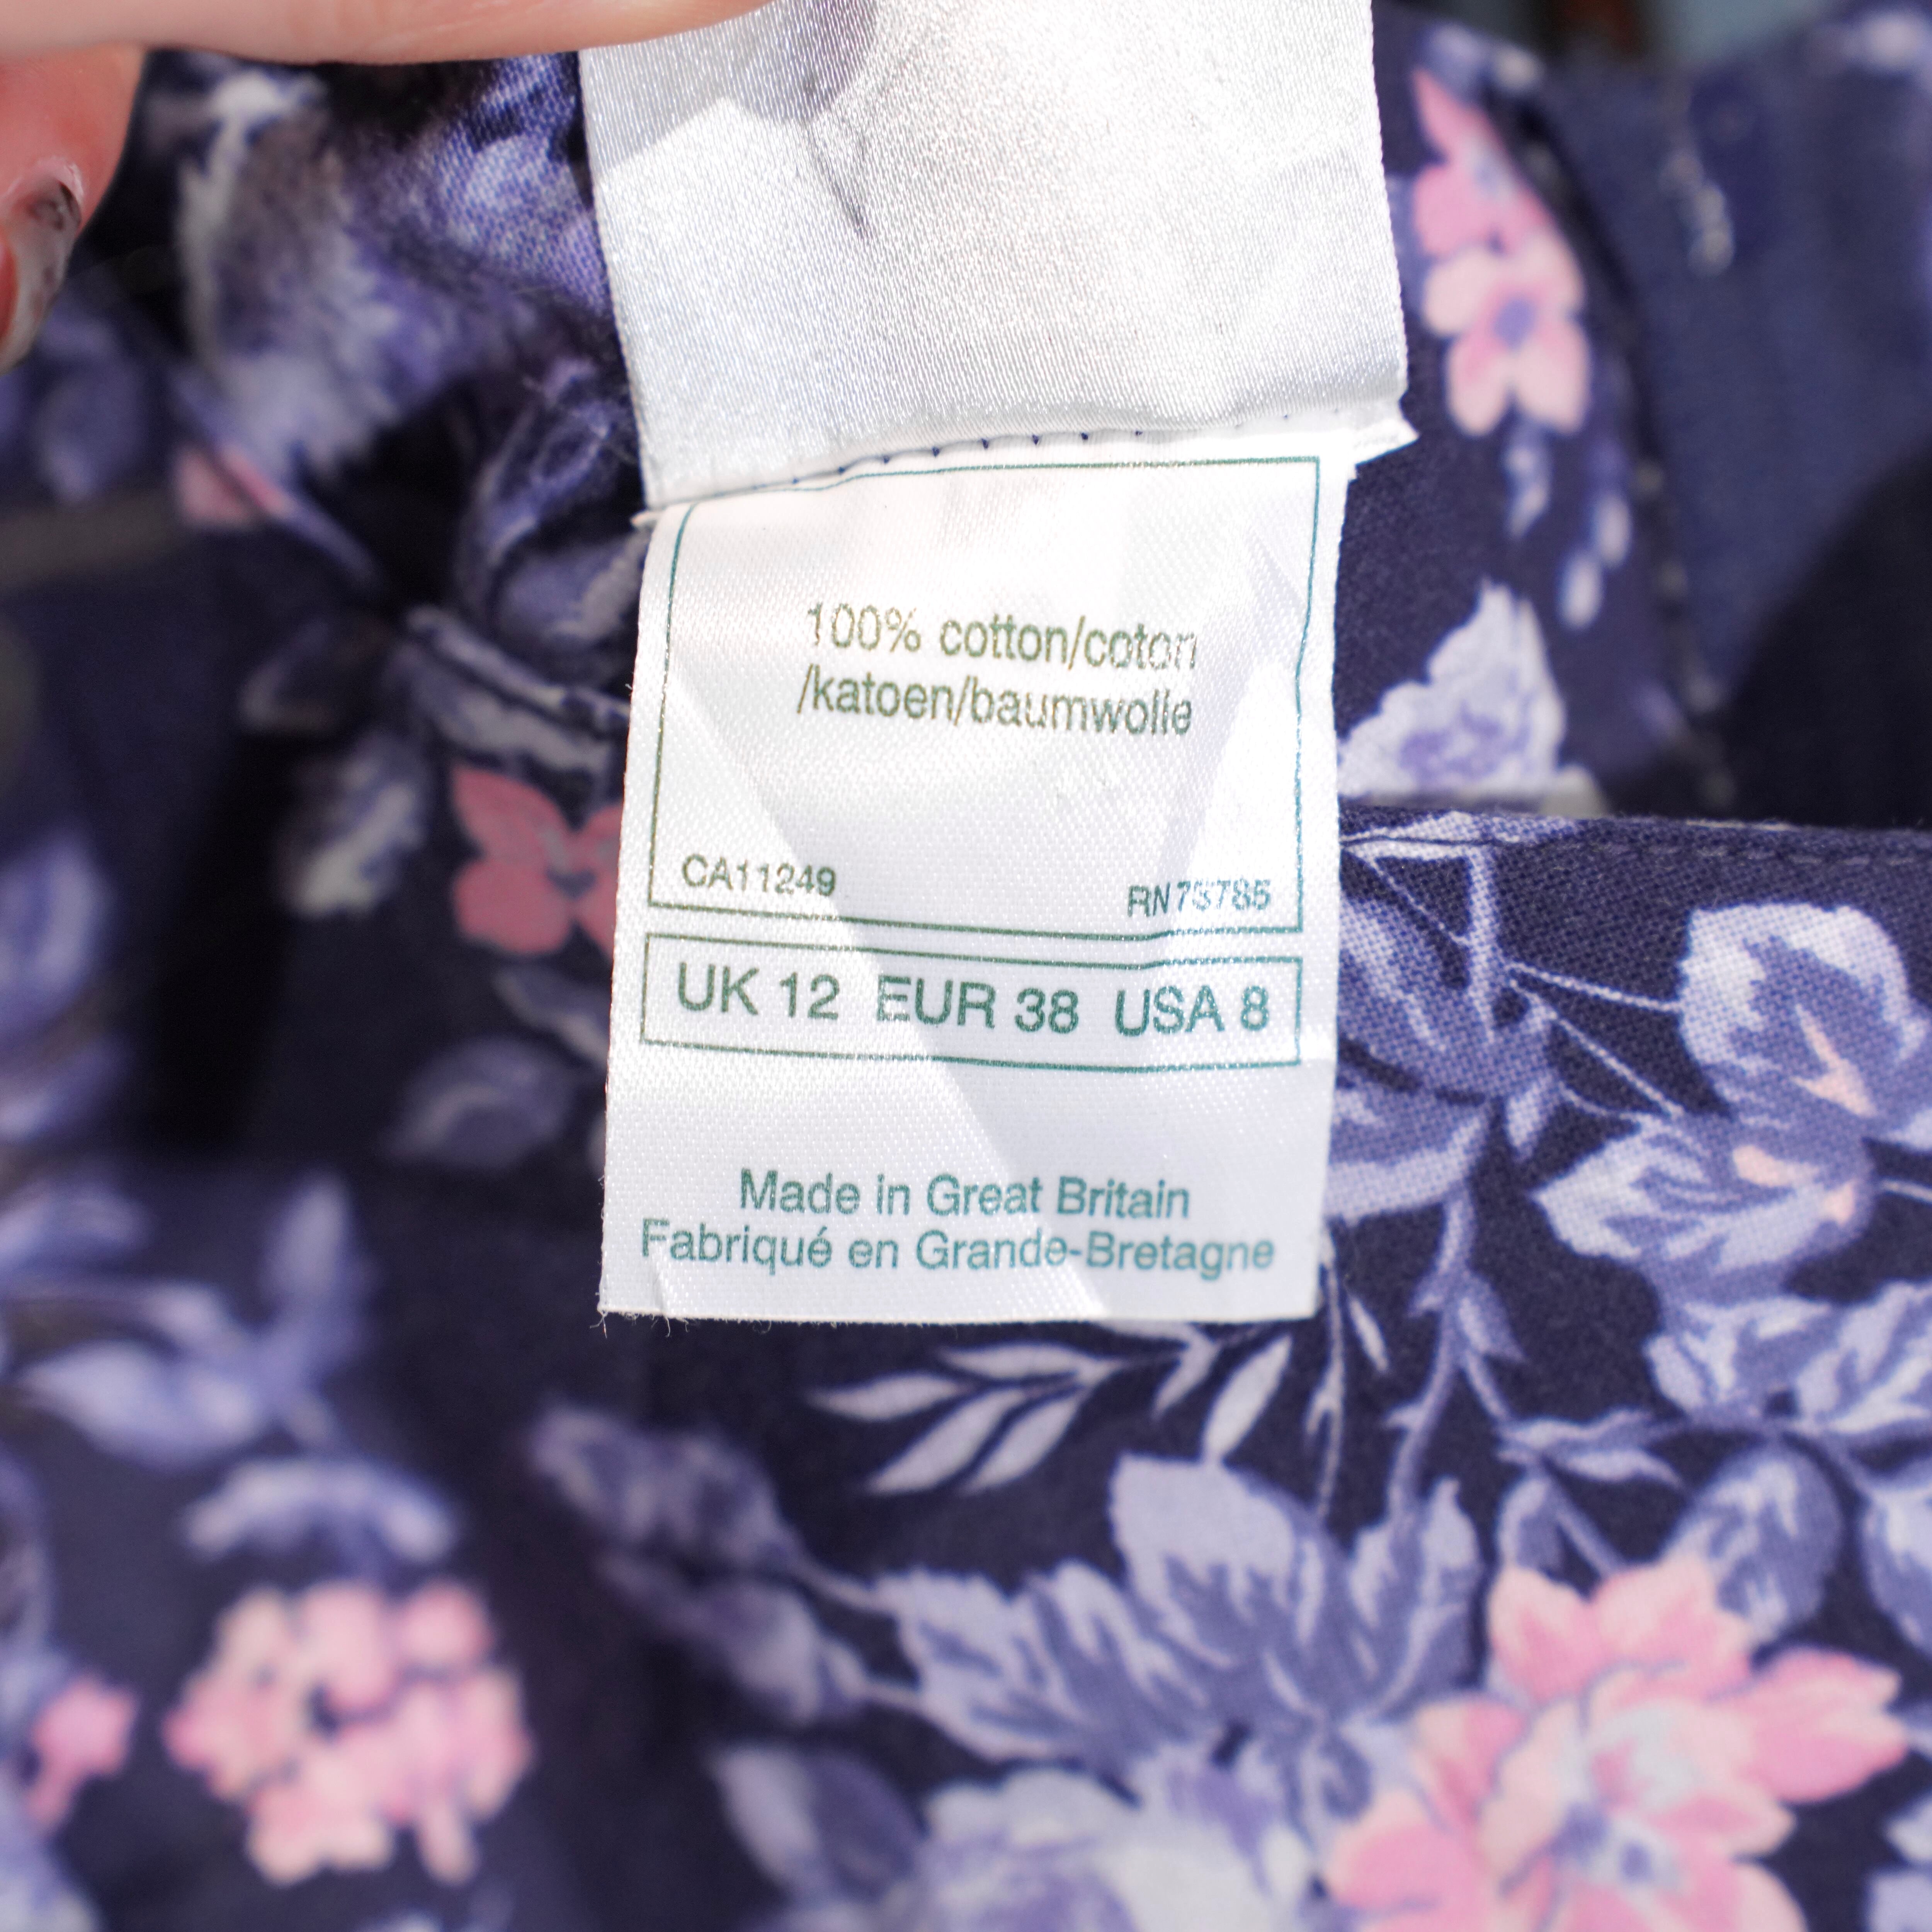 100% cotton/coton
/katoen/baumwolle
CA11249 RN73785
UK 12 EUR 38 USA 8
Made in Great Britain
Fabriqué en Grande-Bretagne